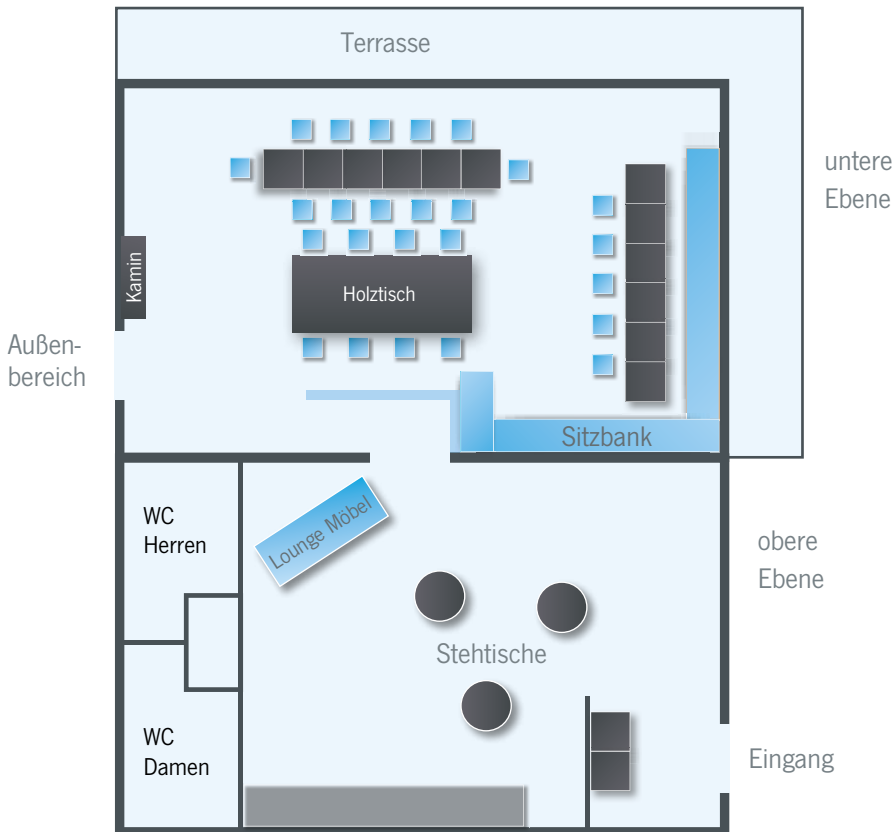 Terrasse
untere
Ebene
Kamin
Holztisch
Außen-
bereich
Sitzbank
WC
Herren
Lounge Möbel
obere
Ebene
Stehtische
WC
Damen
Eingang